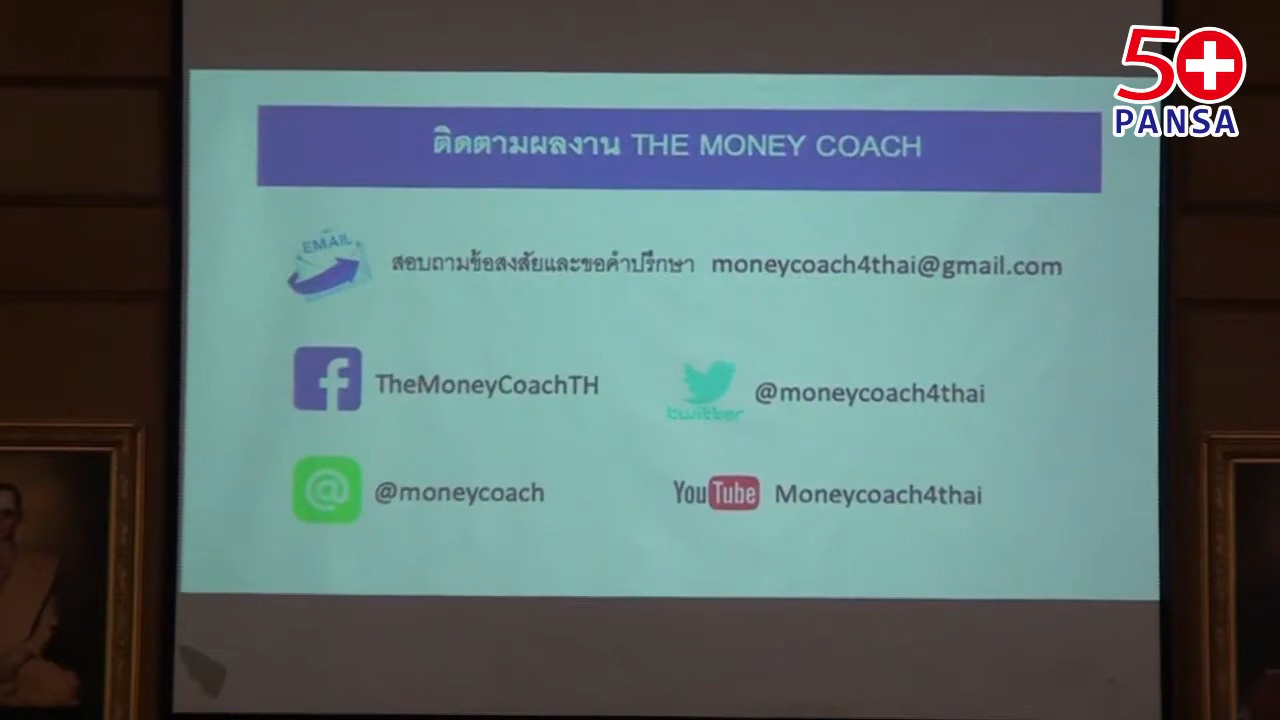 50
PANSA
ติดตามผลงาน THE MONEY COACH
EMAIL
สอบถามข้อสงสัยและขอคำปรึกษา moneycoach4thai@gmail.com
TheMoneyCoachTH
twitter @moneycoach4thai
@moneycoach
YouTube Moneycoach4thai